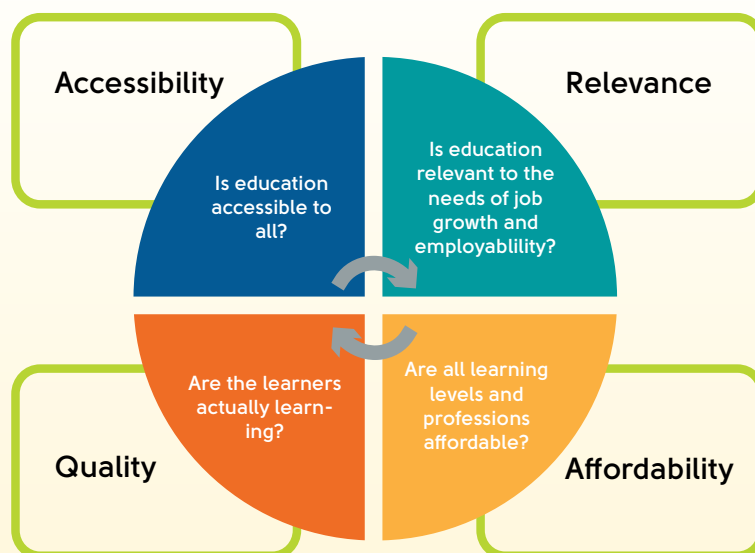 Accessibility
Is education
accessible to
all?
Relevance
Is education
relevant to the
needs of job
growth and
employablility?
Quality
Are the learners
actually learn-
ing?
Affordability
Are all learning
levels and
professions
affordable?